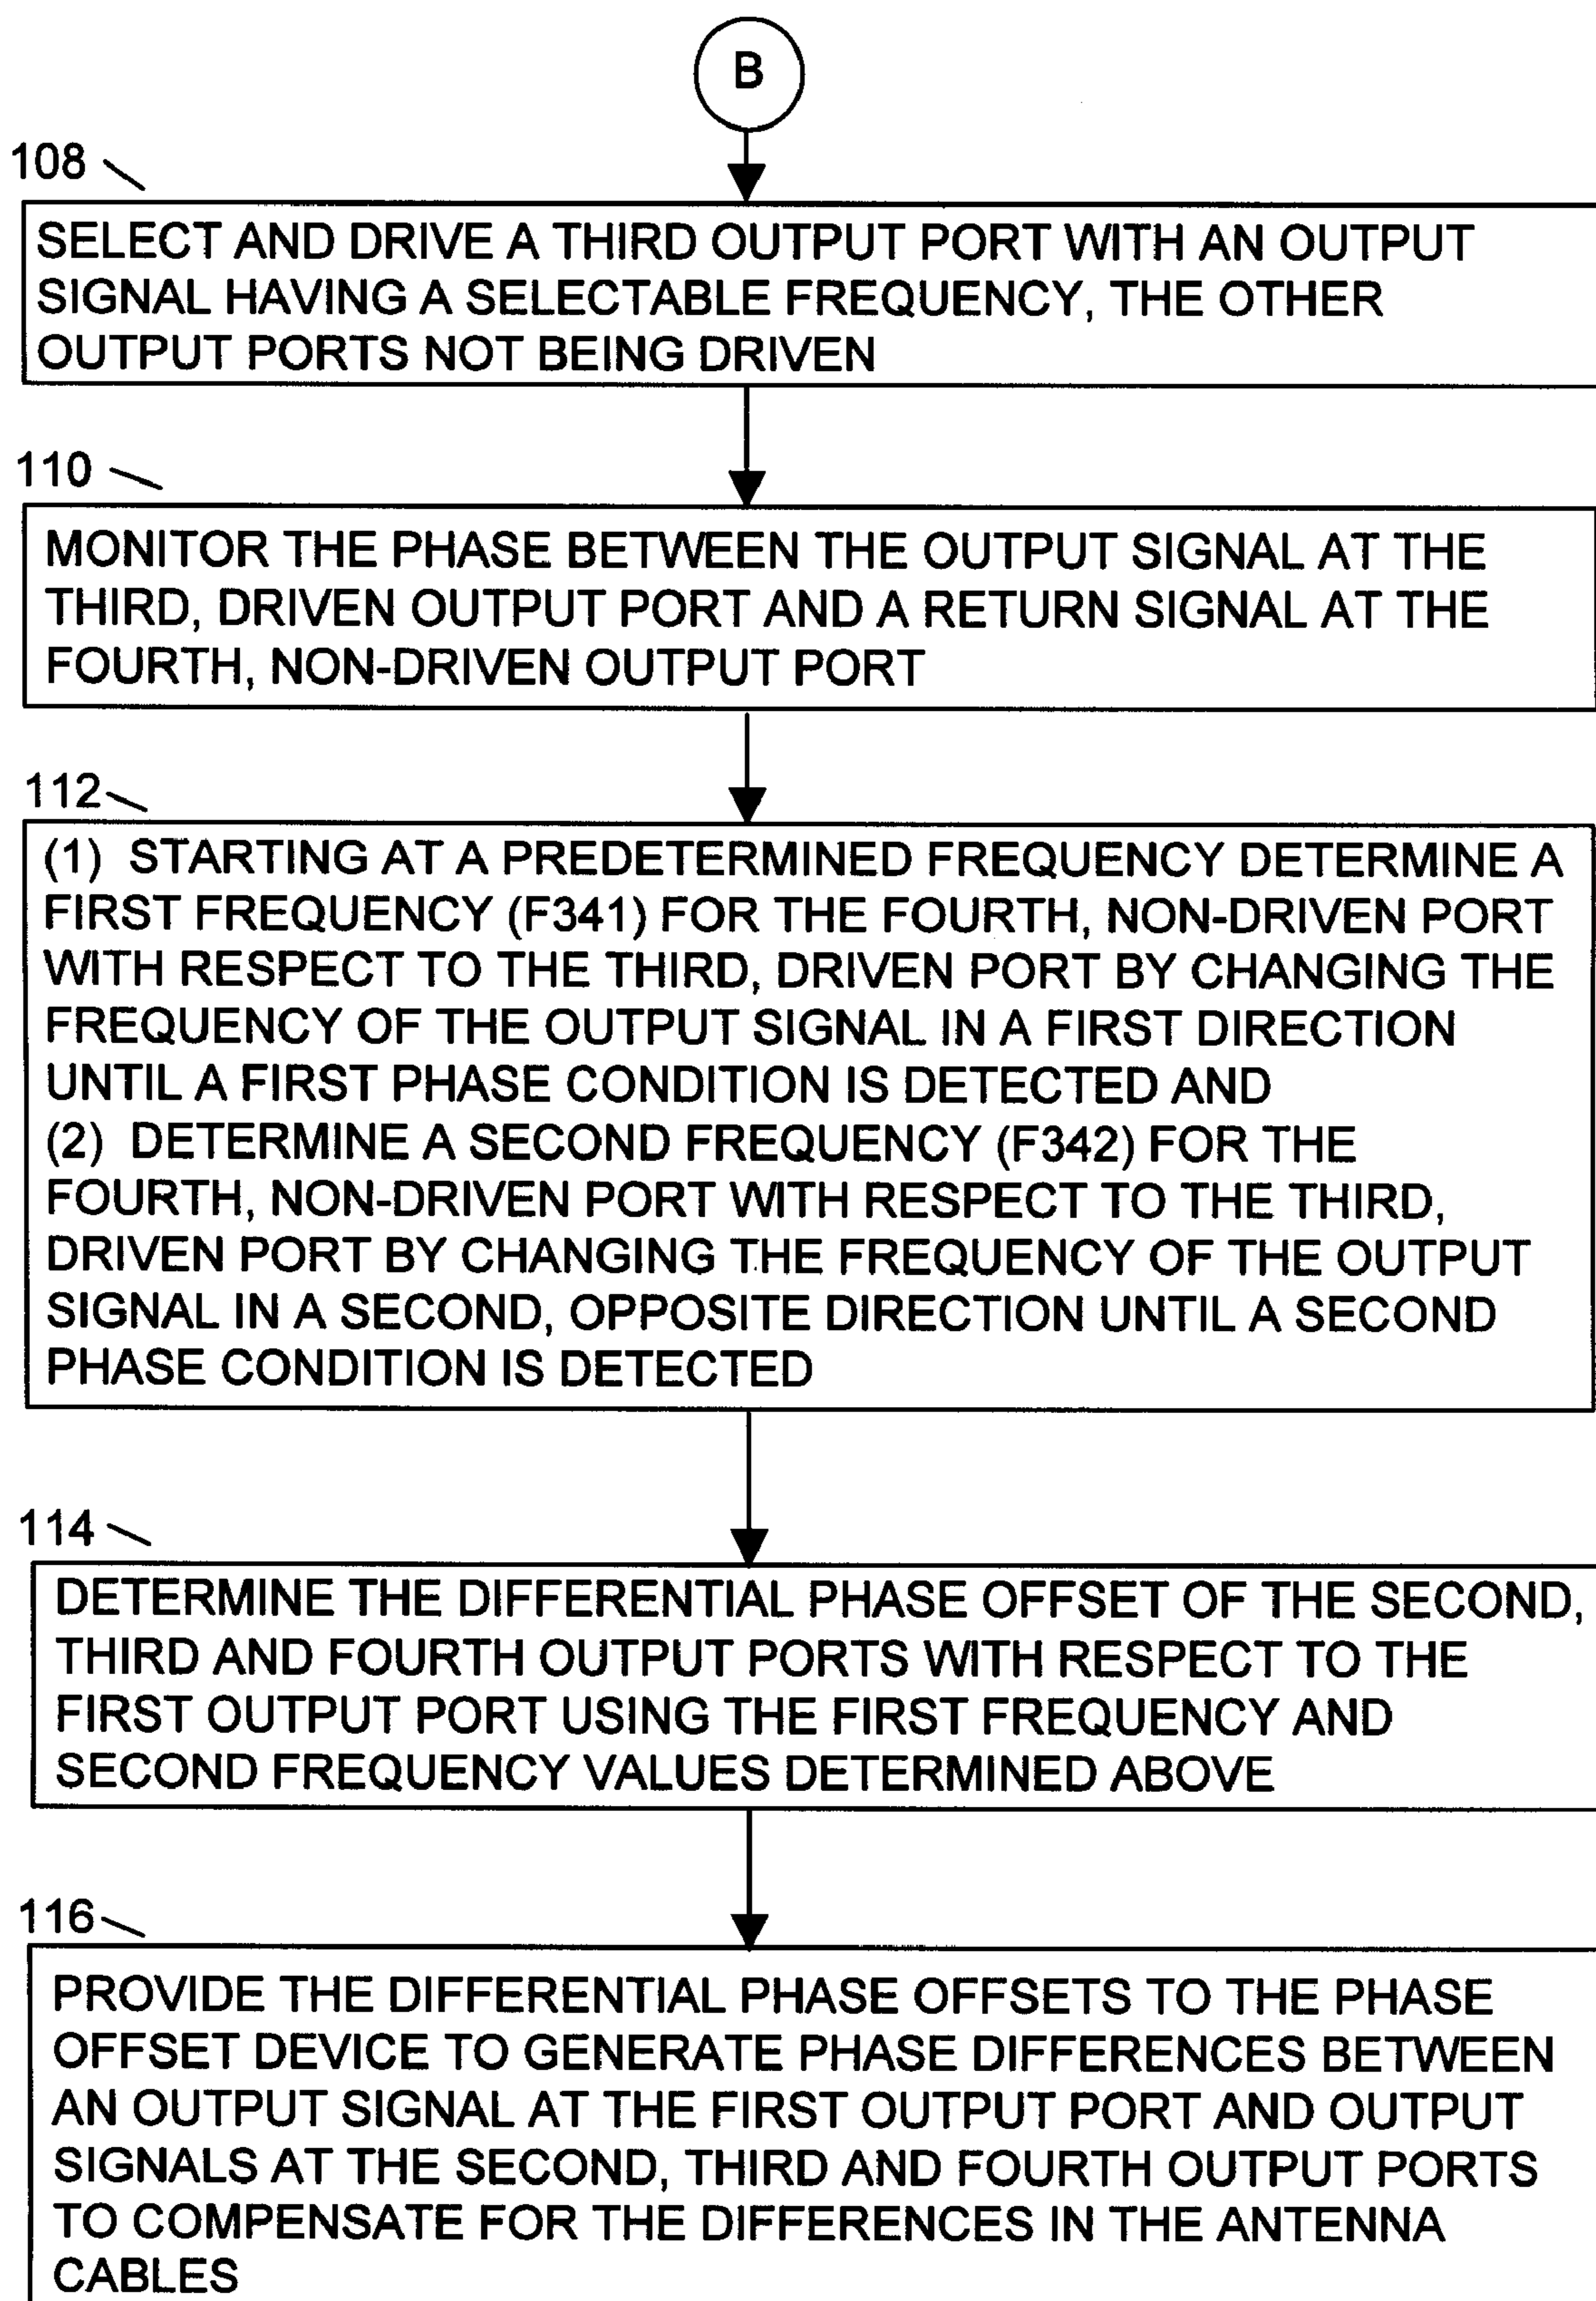 B
108
SELECT AND DRIVE A THIRD OUTPUT PORT WITH AN OUTPUT
SIGNAL HAVING A SELECTABLE FREQUENCY, THE OTHER
OUTPUT PORTS NOT BEING DRIVEN
110
MONITOR THE PHASE BETWEEN THE OUTPUT SIGNAL AT THE
THIRD, DRIVEN OUTPUT PORT AND A RETURN SIGNAL AT THE
FOURTH, NON-DRIVEN OUTPUT PORT
112
(1) STARTING AT A PREDETERMINED FREQUENCY DETERMINE A
FIRST FREQUENCY (F341) FOR THE FOURTH, NON-DRIVEN PORT
WITH RESPECT TO THE THIRD, DRIVEN PORT BY CHANGING THE
FREQUENCY OF THE OUTPUT SIGNAL IN A FIRST DIRECTION
UNTIL A FIRST PHASE CONDITION IS DETECTED AND
(2) DETERMINE A SECOND FREQUENCY (F342) FOR THE
FOURTH, NON-DRIVEN PORT WITH RESPECT TO THE THIRD,
DRIVEN PORT BY CHANGING THE FREQUENCY OF THE OUTPUT
SIGNAL IN A SECOND, OPPOSITE DIRECTION UNTIL A SECOND
PHASE CONDITION IS DETECTED
114
DETERMINE THE DIFFERENTIAL PHASE OFFSET OF THE SECOND,
THIRD AND FOURTH OUTPUT PORTS WITH RESPECT TO THE
FIRST OUTPUT PORT USING THE FIRST FREQUENCY AND
SECOND FREQUENCY VALUES DETERMINED ABOVE
116
PROVIDE THE DIFFERENTIAL PHASE OFFSETS TO THE PHASE
OFFSET DEVICE TO GENERATE PHASE DIFFERENCES BETWEEN
AN OUTPUT SIGNAL AT THE FIRST OUTPUT PORT AND OUTPUT
SIGNALS AT THE SECOND, THIRD AND FOURTH OUTPUT PORTS
TO COMPENSATE FOR THE DIFFERENCES IN THE ANTENNA
CABLES